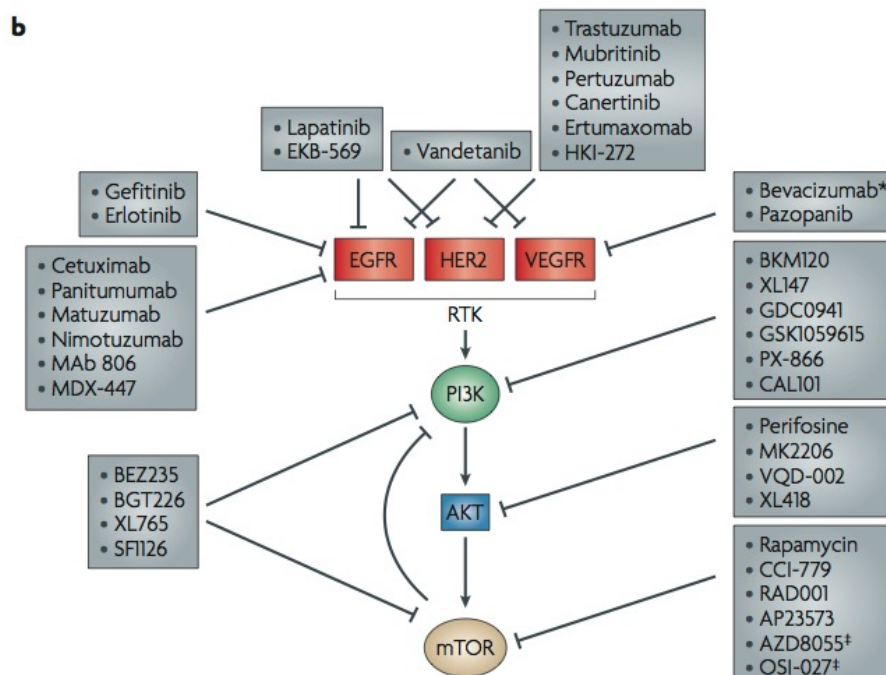 b
• Trastuzumab
• Mubritinib
• Pertuzumab
• Canertinib
• Ertumaxomab
• HKI-272
• Lapatinib
• EKB-569
• Vandetanib
• Gefitinib
• Erlotinib
• Bevacizumab*
• Pazopanib
EGFR
HER2
VEGFR
RTK
• Cetuximab
• Panitumumab
• Matuzumab
• Nimotuzumab
• MAb 806
• MDX-447
• BKM120
• XL147
• GDC0941
• GSK1059615
• PX-866
• CAL101
PI3K
• Perifosine
• MK2206
• VQD-002
• XL418
• BEZ235
• BGT226
• XL765
• SF1126
AKT
• Rapamycin
• CCI-779
• RAD001
• AP23573
• AZD8055‡
• OSI-027‡
mTOR